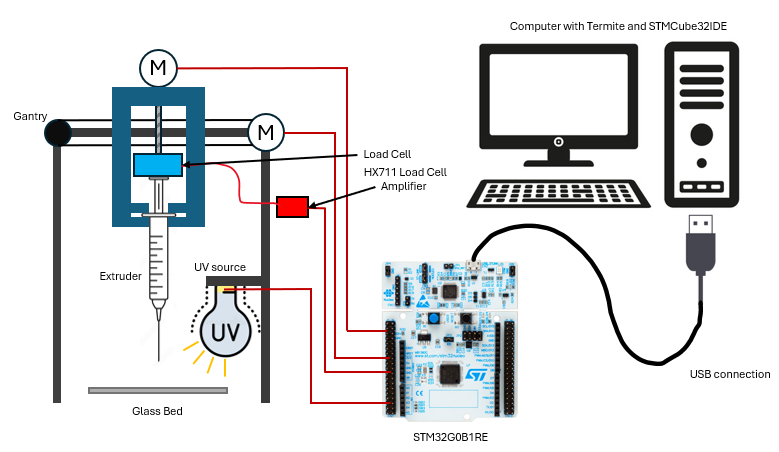 Computer with Termite and STMCube32IDE
M
Gantry
M
Load Cell
HX711 Load Cell
Amplifier
UV source
Extruder
UV
USB connection
Glass Bed
STM32G0B1RE